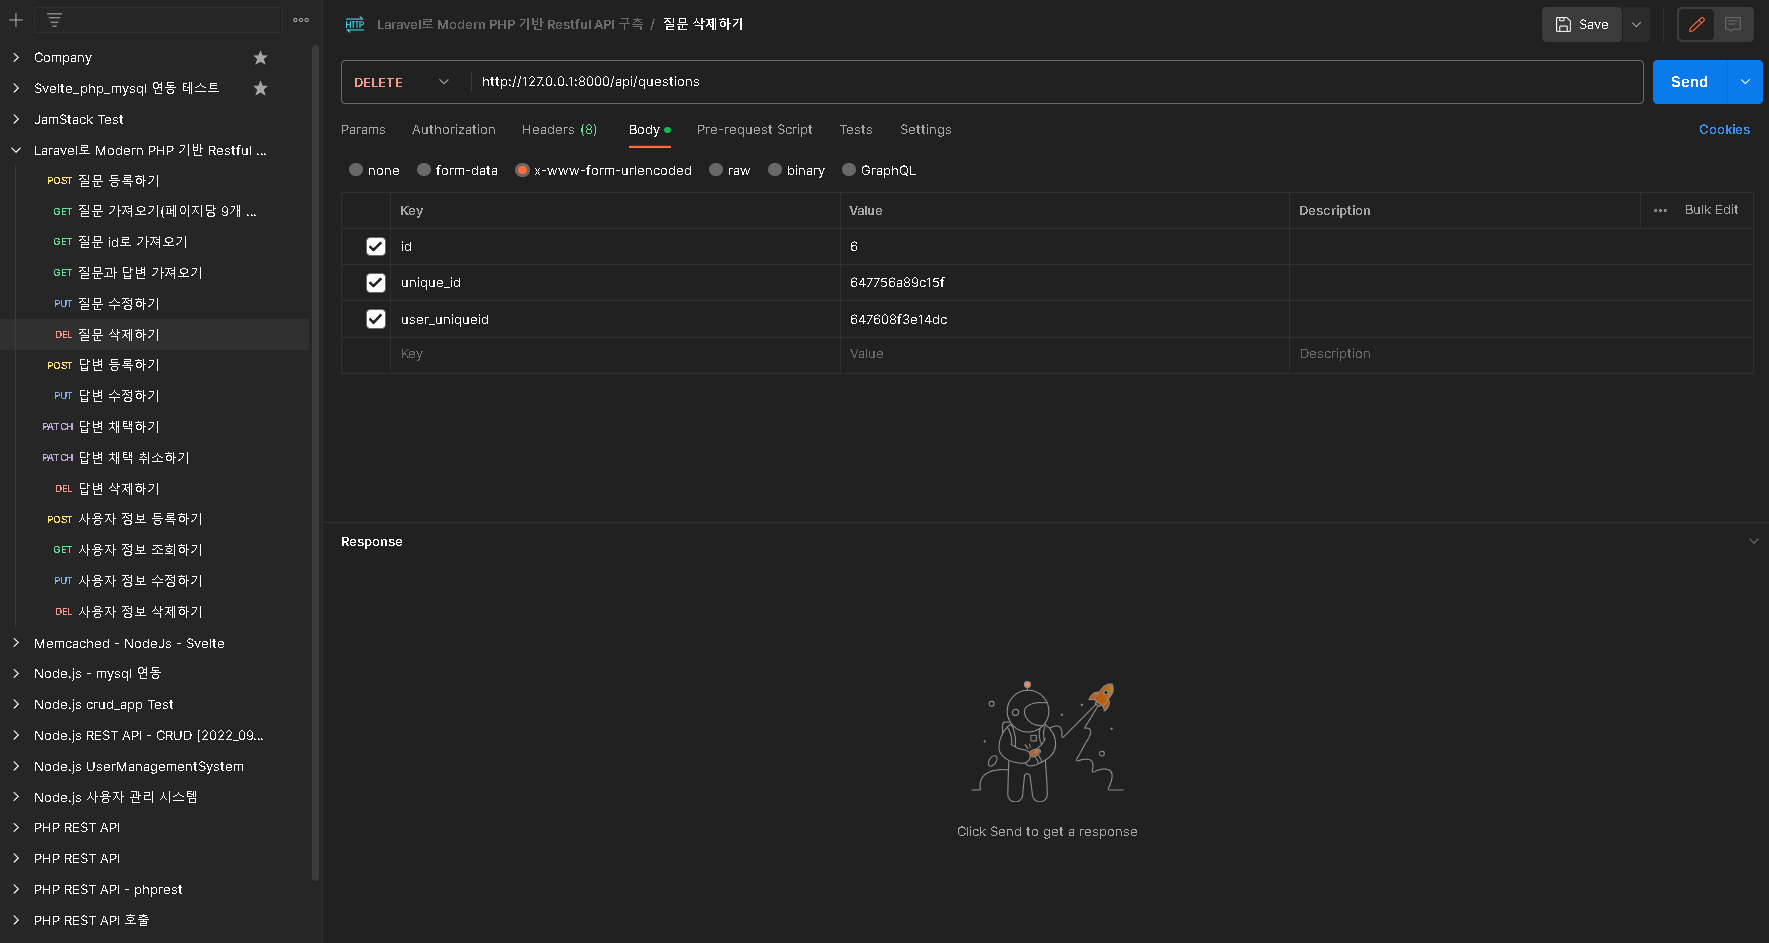 Company
Svelte_php_mysql 연동 테스트
JamStack Test
Laravel로 Modern PHP 기반 Restful ...
POST 질문 등록하기
GET 질문 가져오기(페이지당 9개 ...
GET 질문 id로 가져오기
GET 질문과 답변 가져오기
PUT 질문 수정하기
DEL 질문 삭제하기
POST 답변 등록하기
PUT 답변 수정하기
PATCH 답변 채택하기
PATCH 답변 채택 취소하기
DEL 답변 삭제하기
POST 사용자 정보 등록하기
GET 사용자 정보 조회하기
PUT 사용자 정보 수정하기
DEL 사용자 정보 삭제하기
Memcached - NodeJs - Svelte
Node.js - mysql 연동
Node.js crud_app Test
Node.js REST API - CRUD [2022_09...
Node.js UserManagementSystem
Node.js 사용자 관리 시스템
PHP REST API
PHP REST API
PHP REST API - phprest
PHP REST API 호출
HTTP Laravel로 Modern PHP 기반 Restful API 구축 / 질문 삭제하기
Save
DELETE http://127.0.0.1:8000/api/questions
Send
Params Authorization Headers (8) Body Pre-request Script Tests Settings Cookies
none form-data x-www-form-urlencoded raw binary GraphQL
Key Value Description Bulk Edit
id 6
unique_id 647756a89c15f
user_uniqueid 647608f3e14dc
Key Value Description
Response
Click Send to get a response